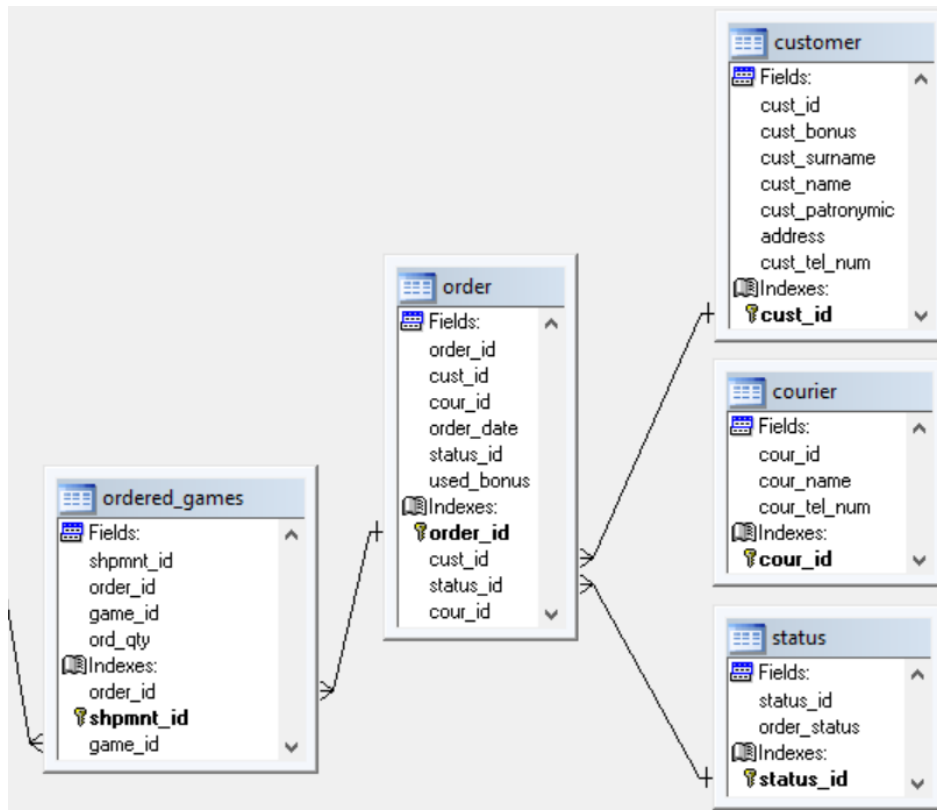 customer
Fields:
cust_id
cust_bonus
cust_surname
cust_name
cust_patronymic
address
cust_tel_num
Indexes:
cust_id
order
Fields:
order_id
cust_id
cour_id
order_date
status_id
used_bonus
Indexes:
order_id
cust_id
status_id
cour_id
courier
Fields:
cour_id
cour_name
cour_tel_num
Indexes:
cour_id
ordered_games
Fields:
shpmnt_id
order_id
game_id
ord_qty
Indexes:
order_id
shpmnt_id
game_id
status
Fields:
status_id
order_status
Indexes:
status_id